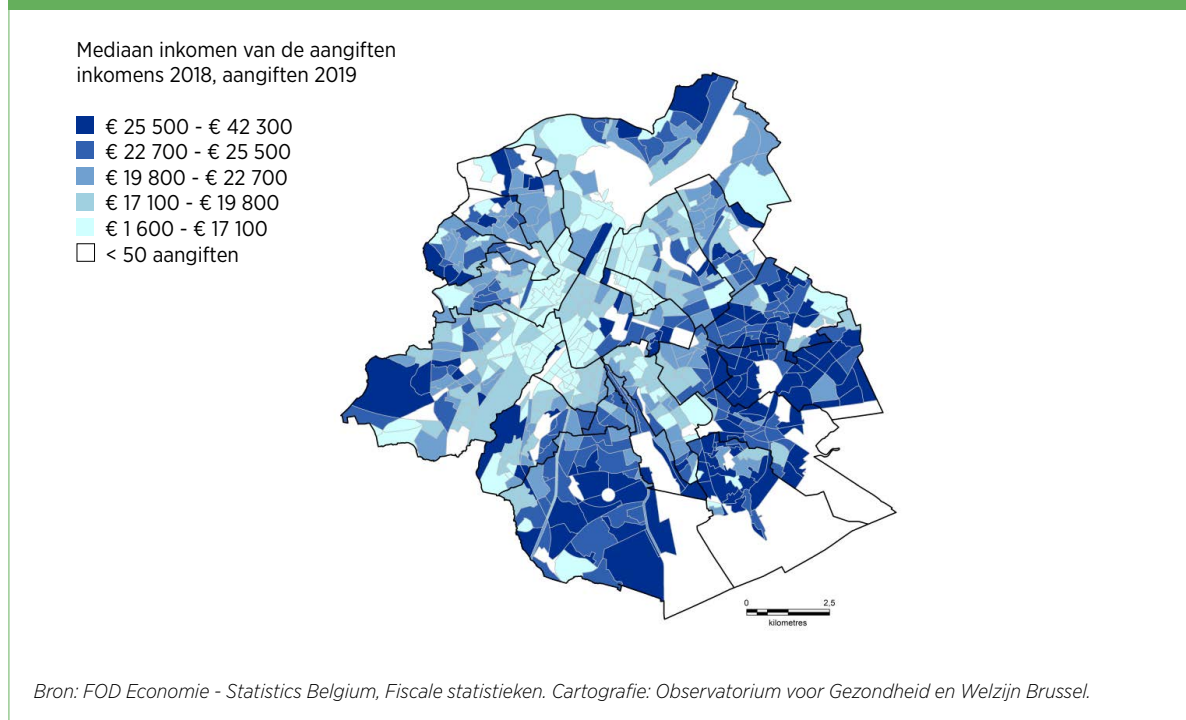 Mediaan inkomen van de aangiften
inkomens 2018, aangiften 2019
€ 25 500 - € 42 300
€ 22 700 - € 25 500
€ 19 800 - € 22 700
€ 17 100 - € 19 800
€ 1 600 - € 17 100
< 50 aangiften
0 2,5
kilometres
Bron: FOD Economie - Statistics Belgium, Fiscale statistieken. Cartografie: Observatorium voor Gezondheid en Welzijn Brussel.